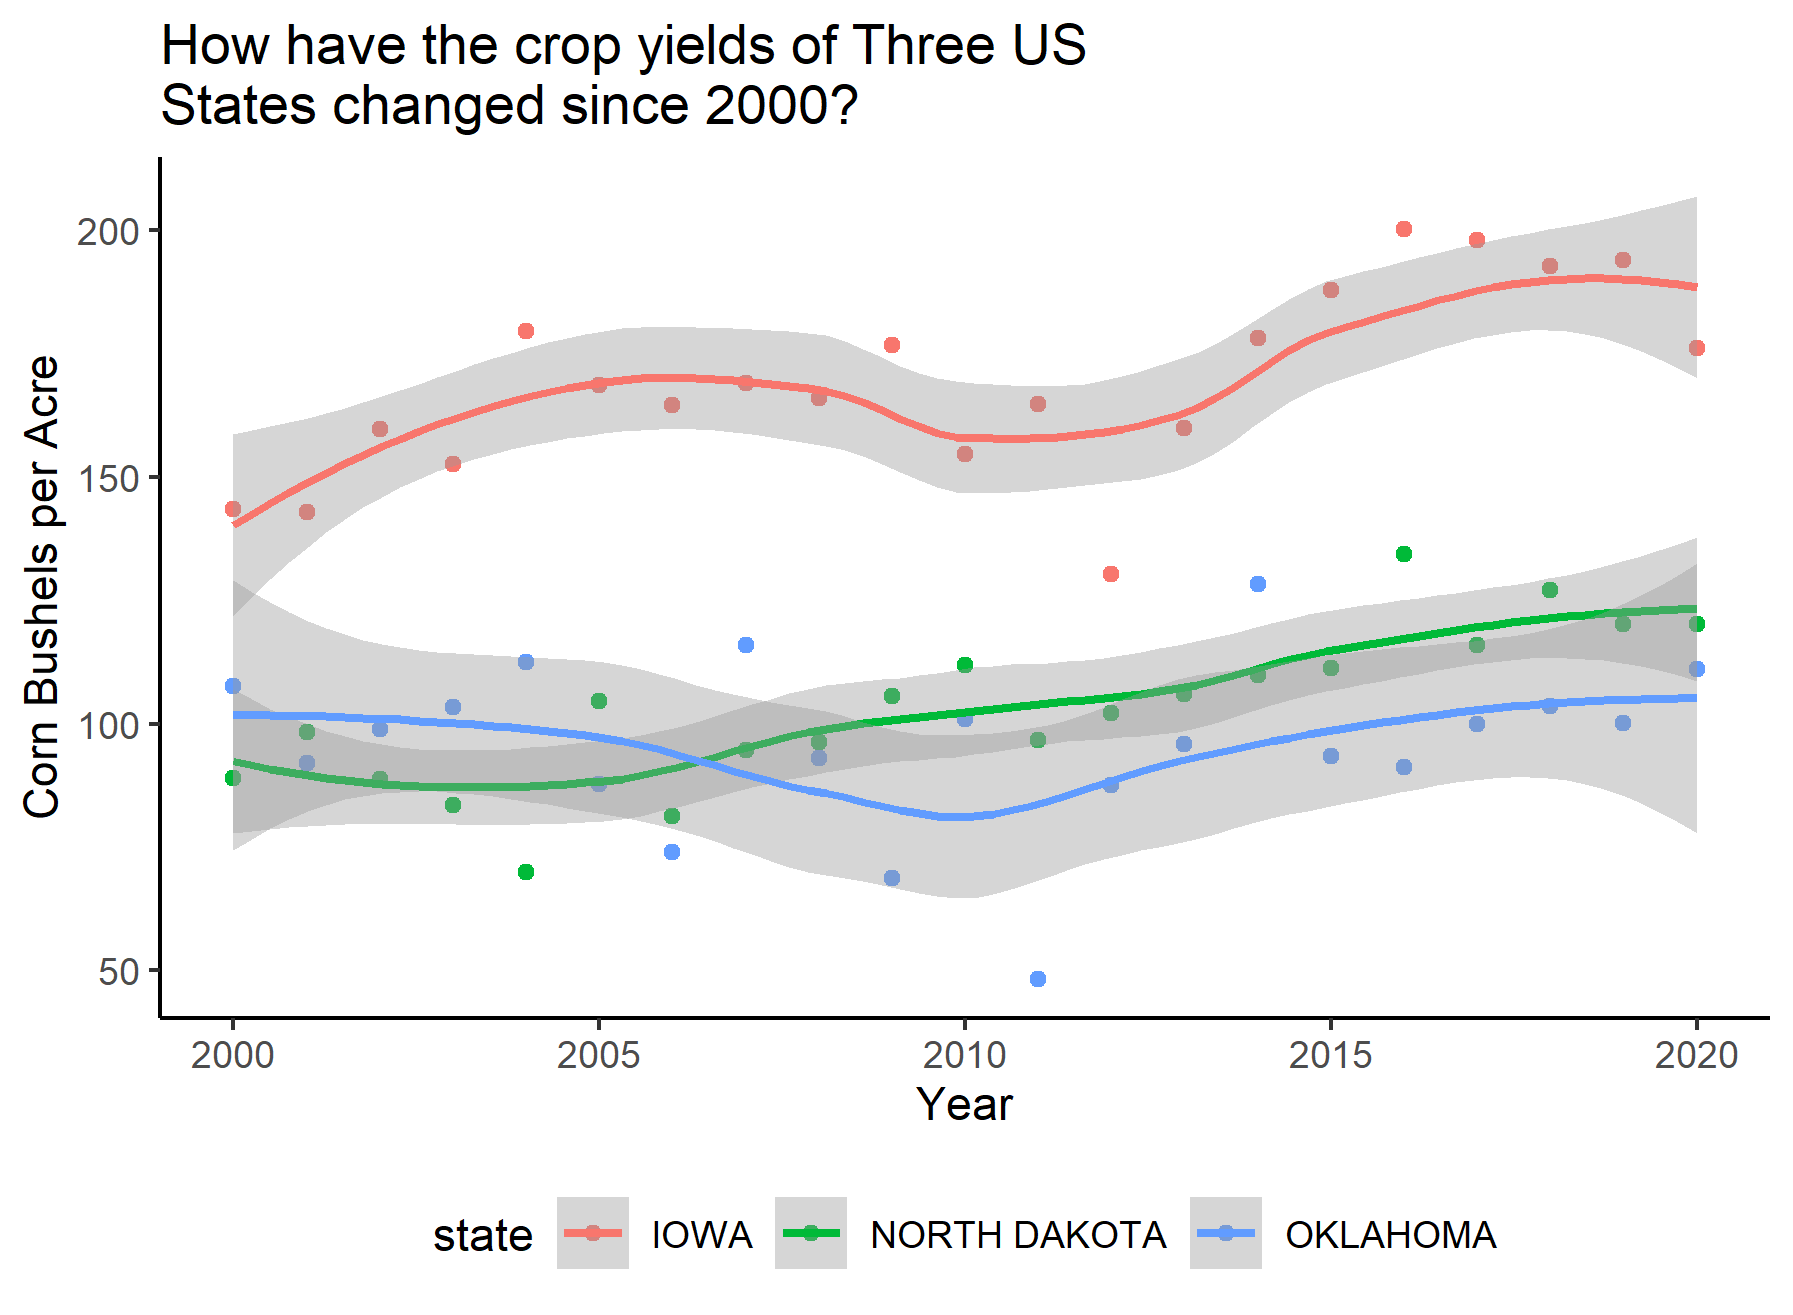 How have the crop yields of Three US
States changed since 2000?
Corn Bushels per Acre
200
150
100
50
2000 2005 2010 2015 2020
Year
state IOWA NORTH DAKOTA OKLAHOMA